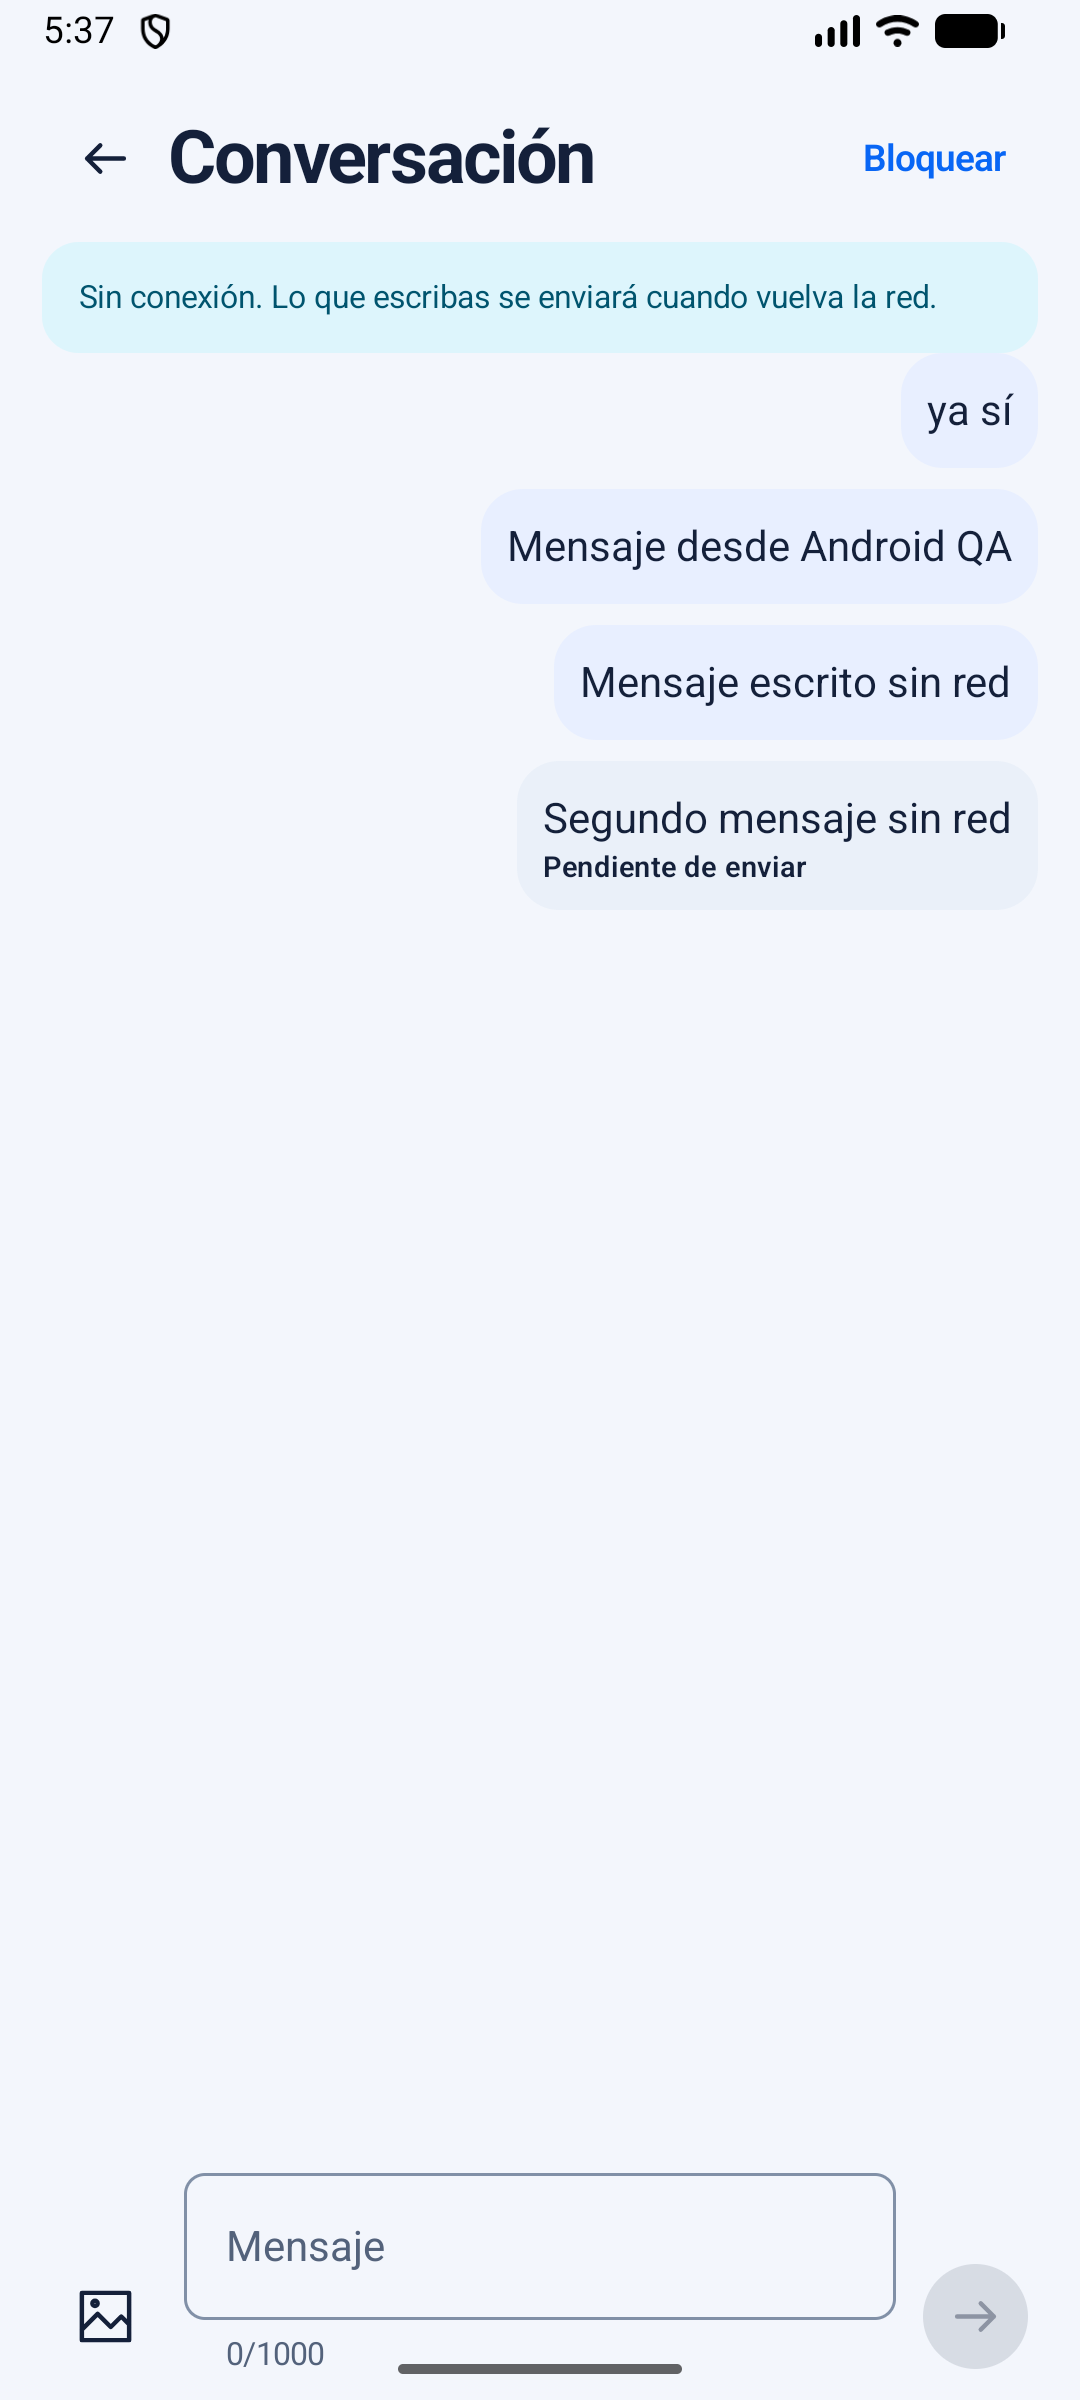 5:37
Conversación
Bloquear
Sin conexión. Lo que escribas se enviará cuando vuelva la red.
ya sí
Mensaje desde Android QA
Mensaje escrito sin red
Segundo mensaje sin red
Pendiente de enviar
Mensaje
0/1000